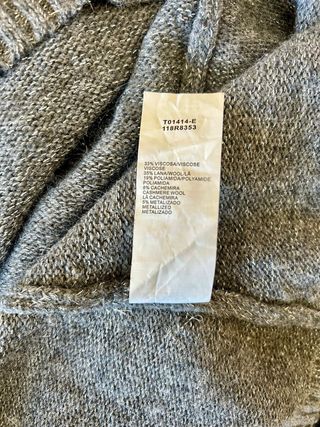 T01414-E
118R8353
33% VISCOSA/VISCOSE
VISCOSE
35% LANA/WOOL/LÃ
19% POLIAMIDA/POLYAMIDE
POLIAMIDA
8% CACHEMIRA
CASHMERE WOOL
LÃ CACHEMIRA
5% METALIZADO
METALLIZED
METALIZADO